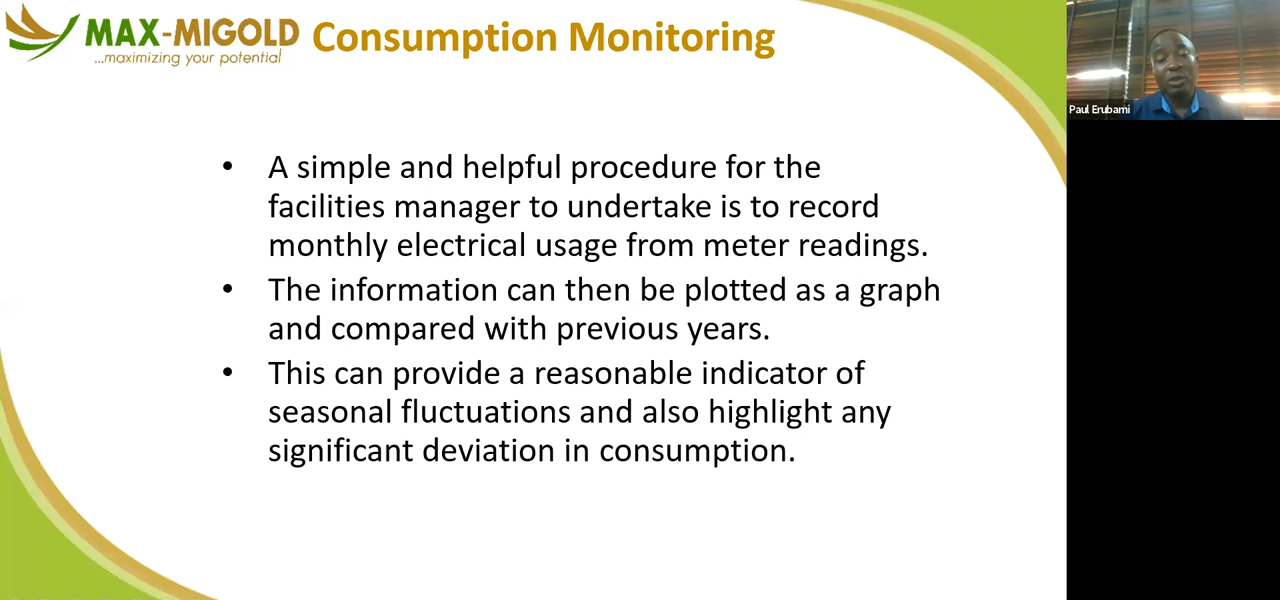 MAX-MIGOLD
...maximizing your potential
Consumption Monitoring
Paul Erubami
• A simple and helpful procedure for the
facilities manager to undertake is to record
monthly electrical usage from meter readings.
• The information can then be plotted as a graph
and compared with previous years.
• This can provide a reasonable indicator of
seasonal fluctuations and also highlight any
significant deviation in consumption.